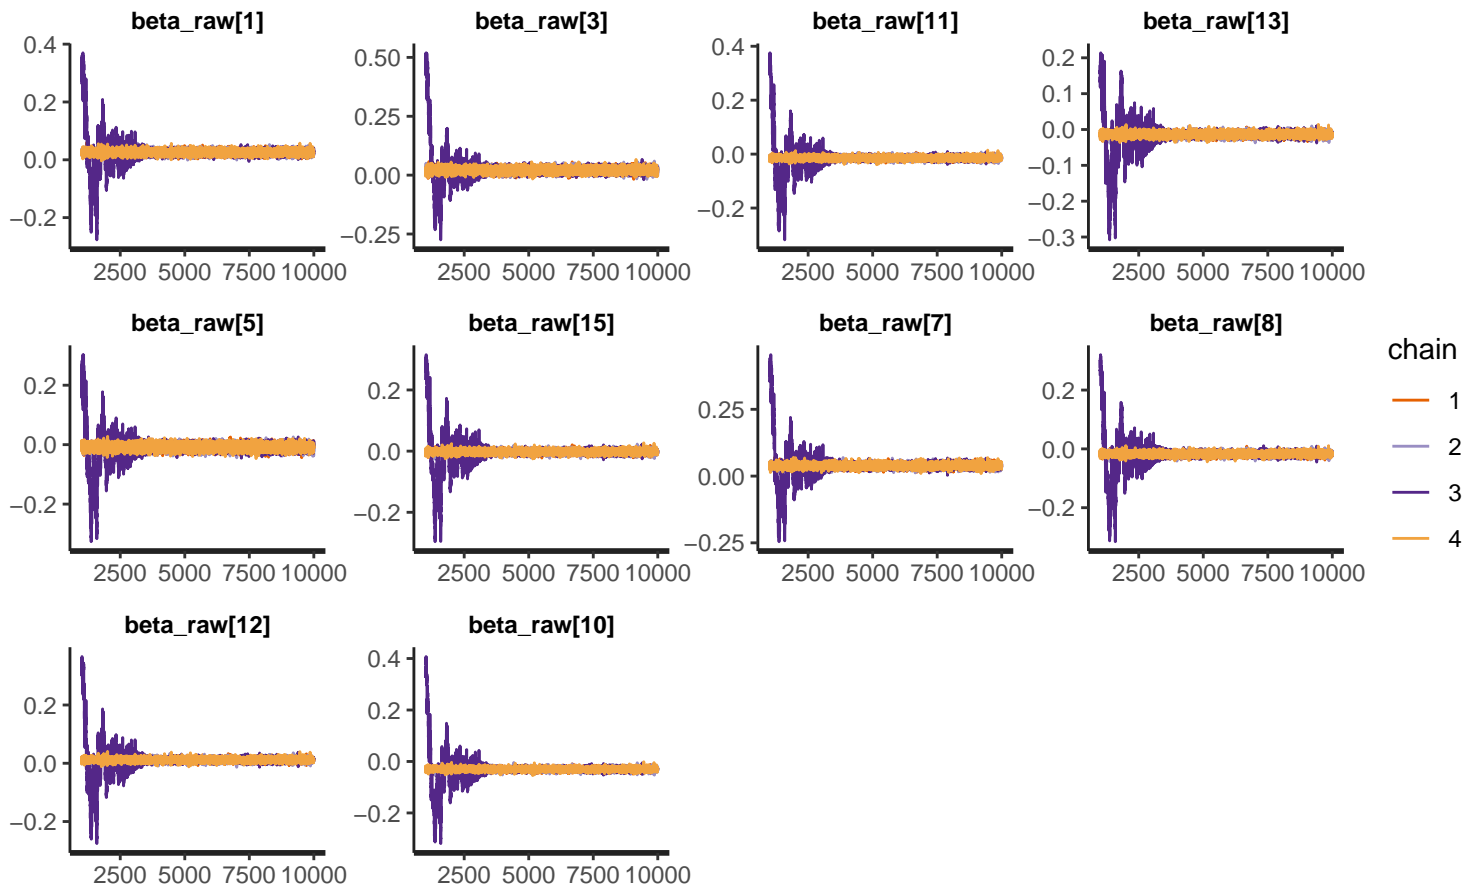 beta_raw[1] beta_raw[3] beta_raw[11] beta_raw[13]
0.4 0.2 0.0 −0.2
0.50 0.25 0.00 −0.25
0.4 0.2 0.0 −0.2
0.2 0.1 0.0 −0.1 −0.2 −0.3
2500 5000 7500 10000 2500 5000 7500 10000 2500 5000 7500 10000 2500 5000 7500 10000
beta_raw[5] beta_raw[15] beta_raw[7] beta_raw[8]
0.2 0.0 −0.2
0.2 0.0 −0.2
0.25 0.00 −0.25
0.2 0.0 −0.2
2500 5000 7500 10000 2500 5000 7500 10000 2500 5000 7500 10000 2500 5000 7500 10000
chain
1
2
3
4
beta_raw[12] beta_raw[10]
0.2 0.0 −0.2
0.4 0.2 0.0 −0.2
2500 5000 7500 10000 2500 5000 7500 10000